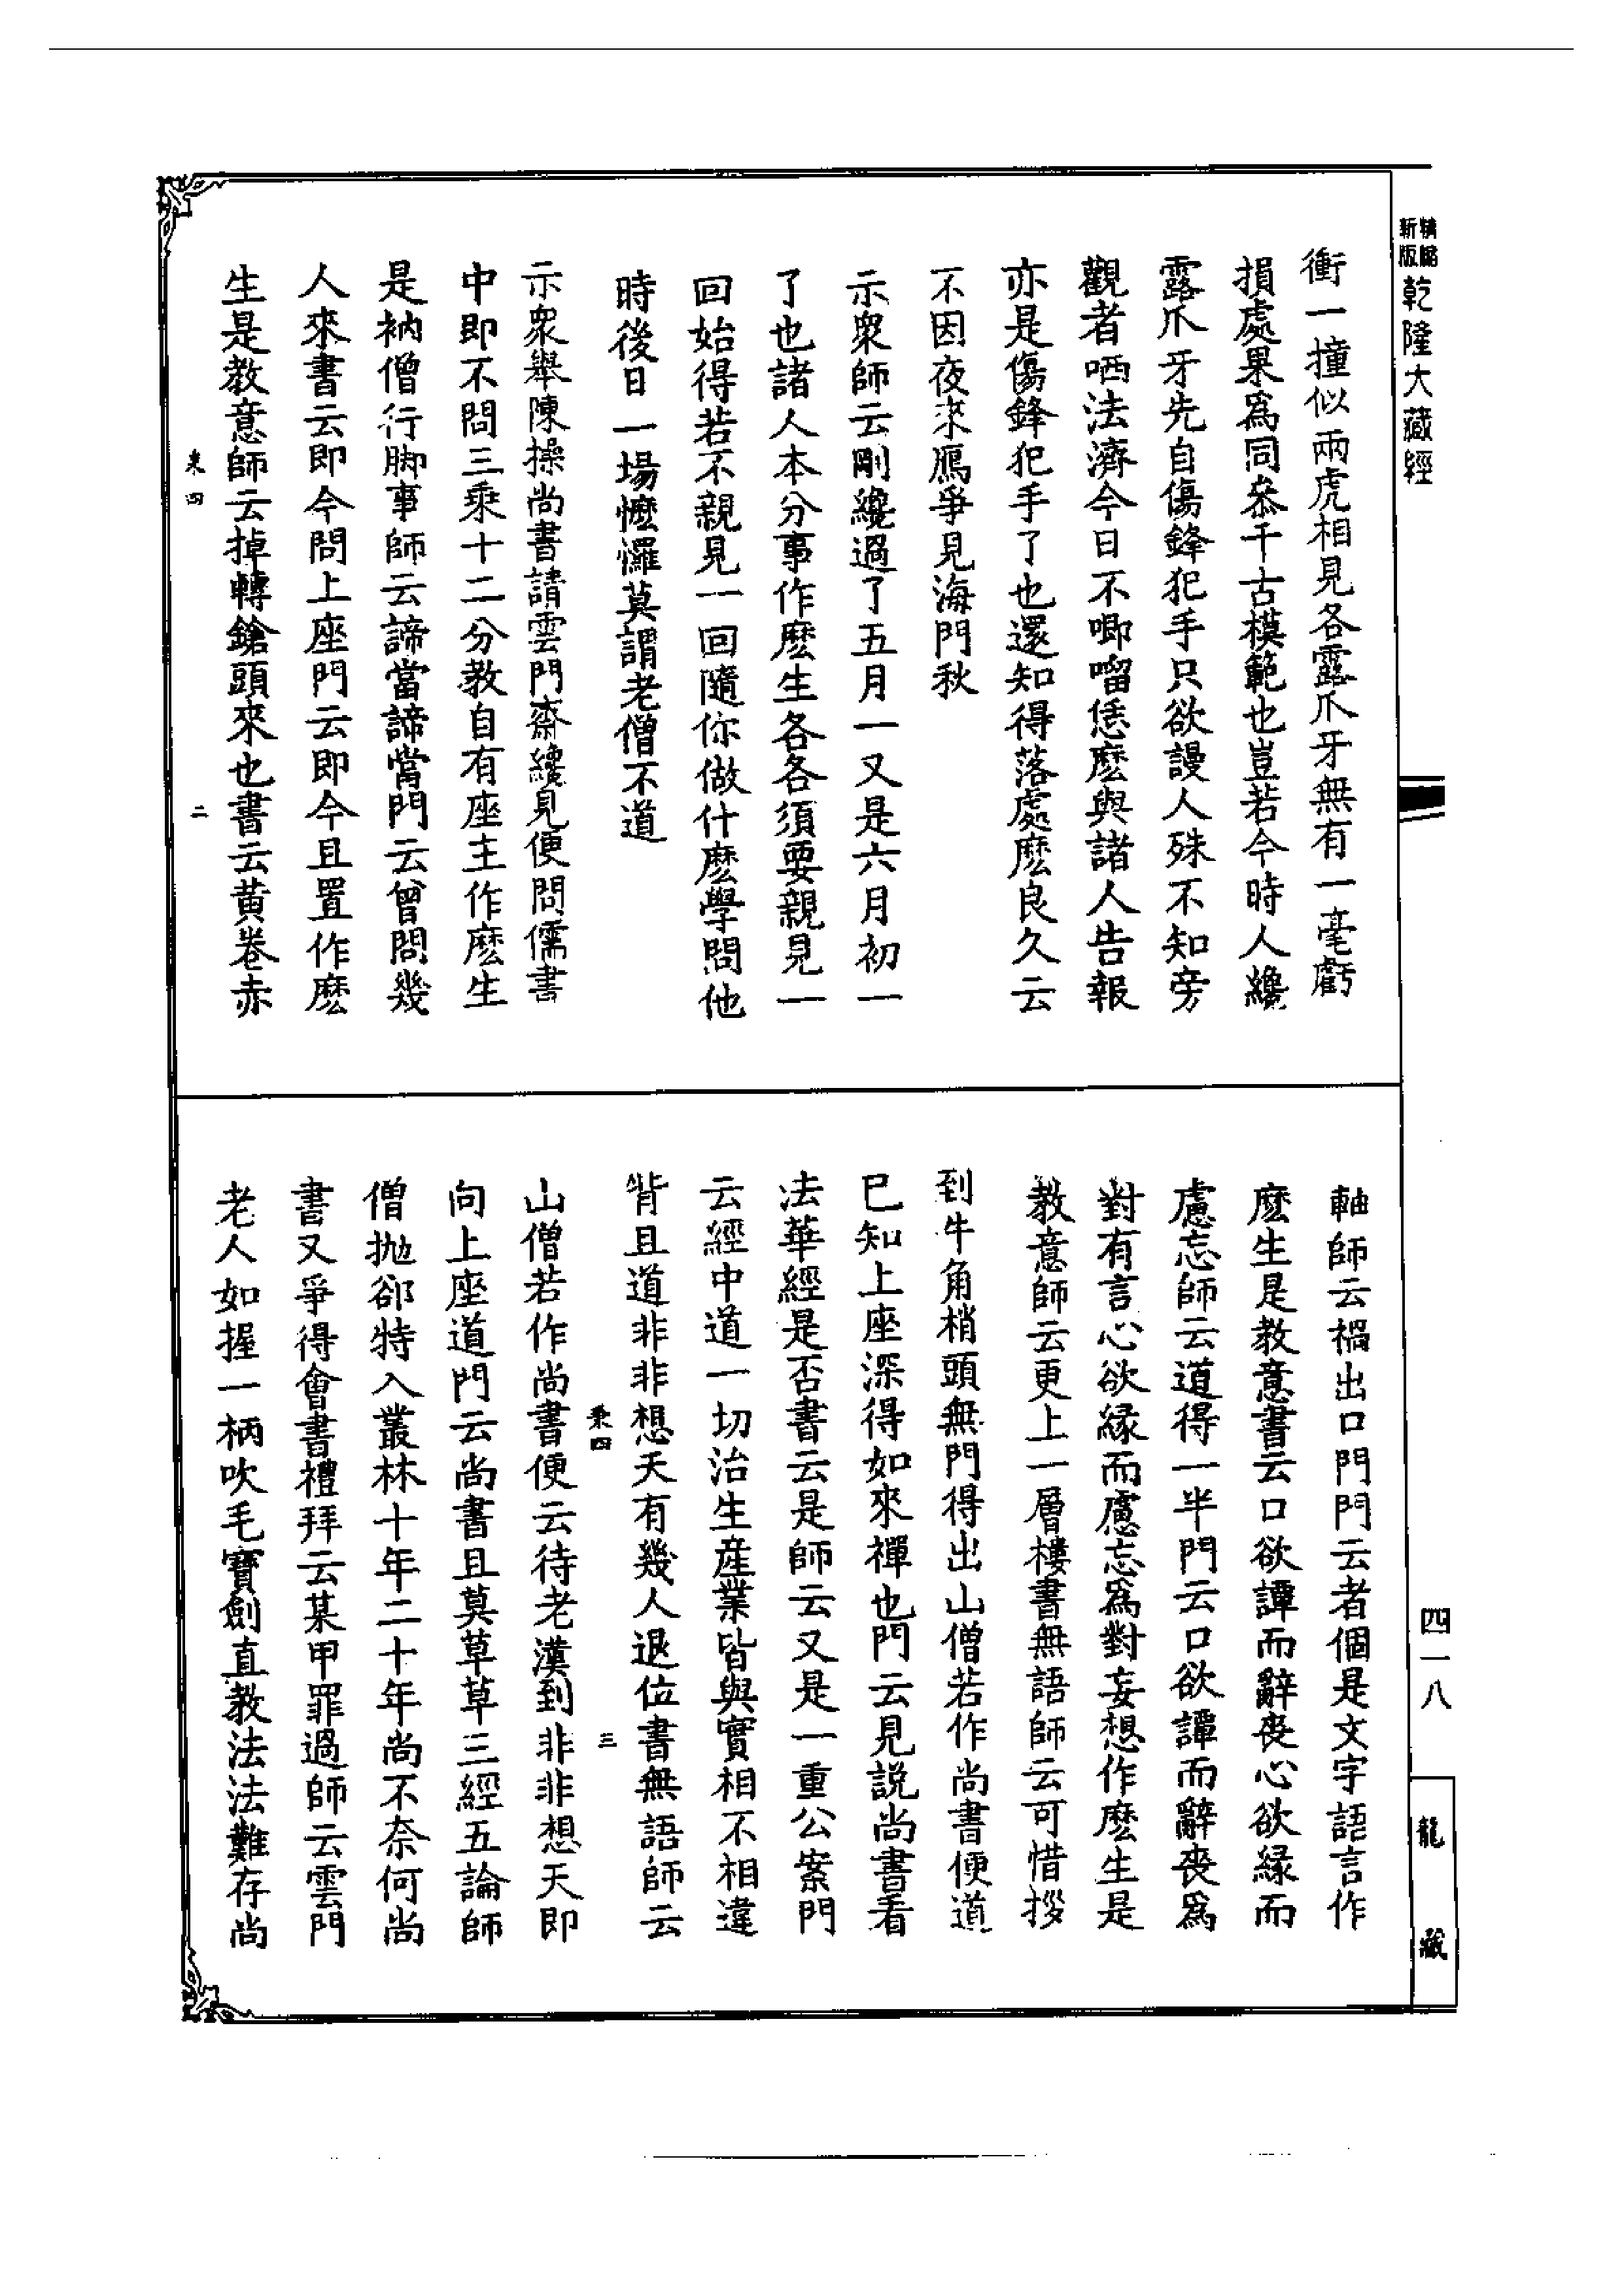 精縮新版乾隆大藏經
衝一撞似兩虎相見各露爪牙無有一毫虧
損處果爲同叅千古模範也豈若今時人纔
露爪牙先自傷鋒犯手只欲謾人殊不知旁
觀者哂法濟今日不唧㗩恁麽與諸人告報
亦是傷鋒犯手了也還知得落處麽良久云
不因夜來鴈爭見海門秋
示衆師云剛纔過了五月一又是六月初一
了也諸人本分事作麽生各各須要親見一
回始得若不親見一回隨你做什麽學問他
時後日一場懡㦬莫謂老僧不道
示衆舉陳操尚書請雲門齋纔見便問儒書
中即不問三乘十二分教自有座主作麽生
是衲僧行脚事師云諦當諦當門云曾問幾
人來書云即今問上座門云即今且置作麽
生是教意師云掉轉鎗頭來也書云黄卷赤
四
二
軸師云禍出口門門云者個是文字語言作
麽生是教意書云口欲譚而辭喪心欲縁而
慮忘師云道得一半門云口欲譚而辭喪爲
對有言心欲縁而慮忘爲對妄想作麽生是
教意師云更上一層樓書無語師云可惜拶
到牛角梢頭無門得出山僧若作尚書便道
已知上座深得如來禪也門云見説尚書看
法華經是否書云是師云又是一重公案門
云經中道一切治生産業皆與實相不相違
背且道非非想天有幾人退位書無語師云
秉四
三
山僧若作尚書便云待老漢到非非想天即
向上座道門云尚書且莫草草三經五論師
僧抛卻特入叢林十年二十年尚不奈何尚
書又爭得會書禮拜云某甲罪過師云雲門
老人如握一柄吹毛寶劍直教法法難存尚
四一八
龍藏